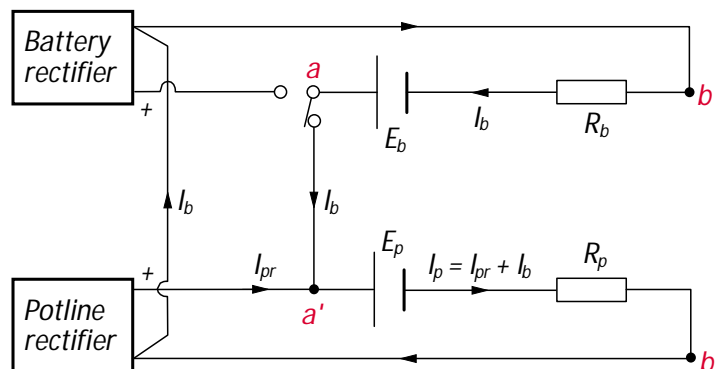 Battery
rectifier
+
a
E_b
I_b
R_b
b
I_b
I_b
E_p
+
I_pr
I_p = I_pr + I_b
R_p
a'
Potline
rectifier
b